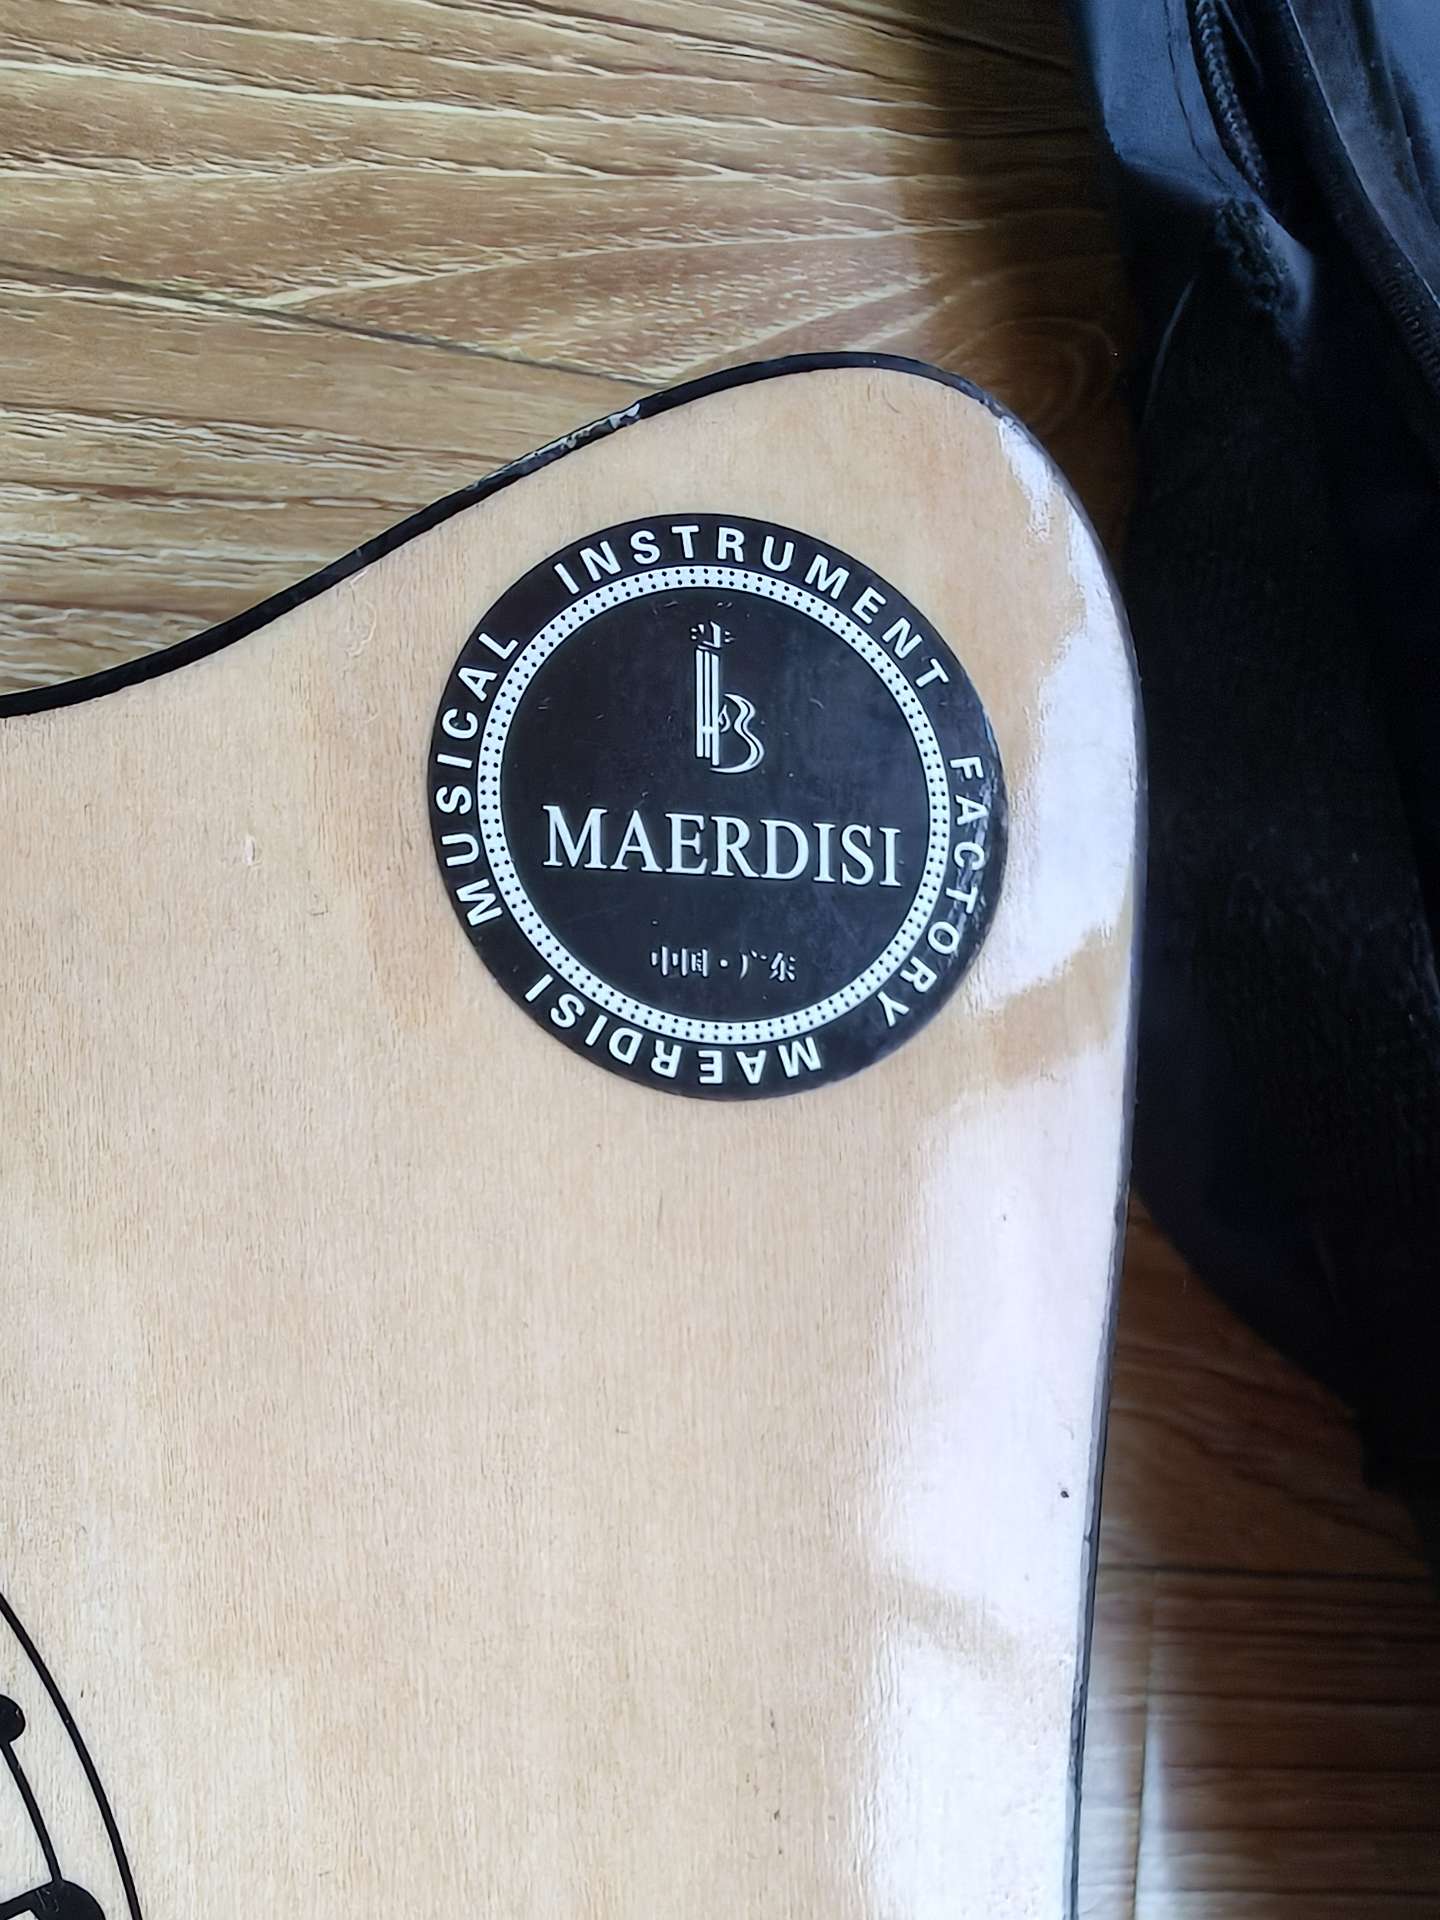 MUSICAL INSTRUMENT FACTORY MAERDISI
MAERDISI
中国·广东